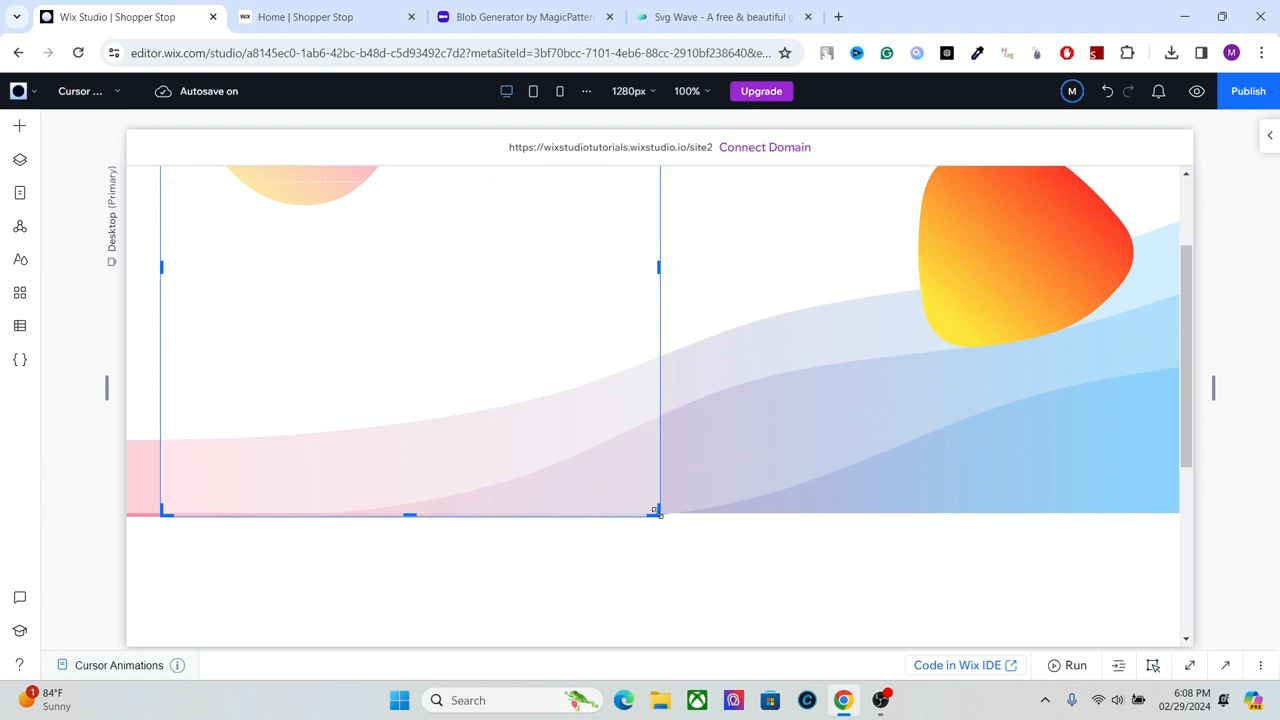 Wix Studio | Shopper Stop
Home | Shopper Stop
Blob Generator by MagicPattern
Svg Wave - A free & beautiful g
editor.wix.com/studio/a8145ec0-1ab6-42bc-b48d-c5d93492c7d2?metaSiteId=3bf70bcc-7101-4eb6-88cc-2910bf238640&e...
M
Cursor ...
Autosave on
1280px
100%
Upgrade
M
Publish
https://wixstudiotutorials.wixstudio.io/site2 Connect Domain
Desktop (Primary)
Cursor Animations
Code in Wix IDE
Run
1
84°F
Sunny
Search
6:08 PM
02/29/2024